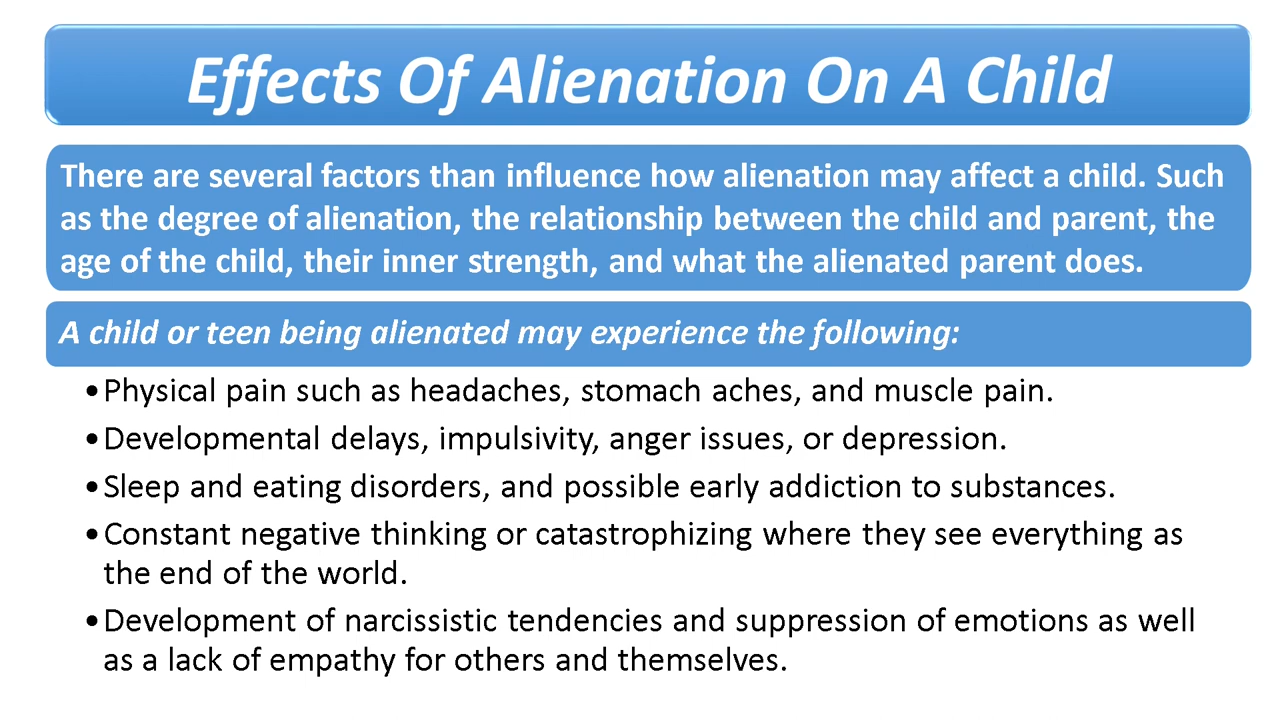 Effects Of Alienation On A Child
There are several factors than influence how alienation may affect a child. Such
as the degree of alienation, the relationship between the child and parent, the
age of the child, their inner strength, and what the alienated parent does.
A child or teen being alienated may experience the following:
•Physical pain such as headaches, stomach aches, and muscle pain.
•Developmental delays, impulsivity, anger issues, or depression.
•Sleep and eating disorders, and possible early addiction to substances.
•Constant negative thinking or catastrophizing where they see everything as
the end of the world.
•Development of narcissistic tendencies and suppression of emotions as well
as a lack of empathy for others and themselves.